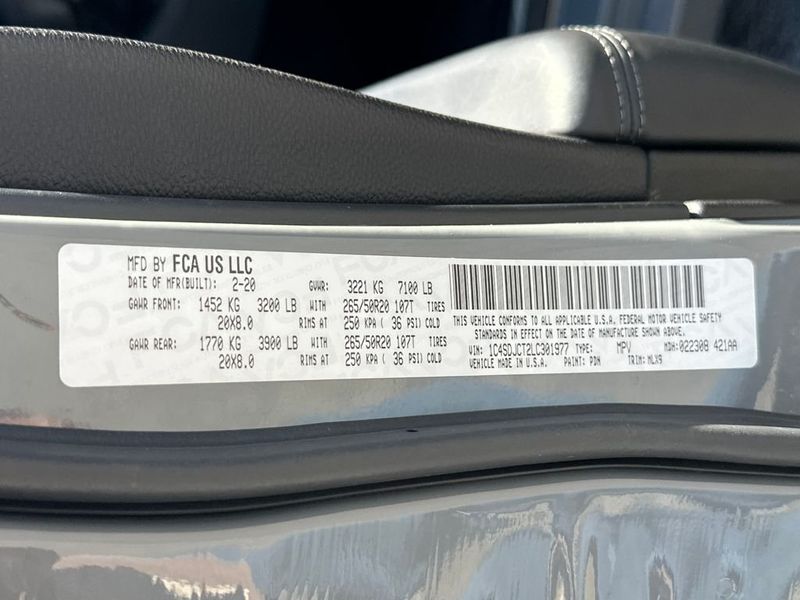 MFD BY FCA US LLC
DATE OF MFR(BUILT): 2-20 GVWR: 3221 KG 7100 LB
GAWR FRONT: 1452 KG 3200 LB WITH 265/50R20 107T TIRES
20X8.0 RIMS AT 250 KPA ( 36 PSI) COLD
GAWR REAR: 1770 KG 3900 LB WITH 265/50R20 107T TIRES
20X8.0 RIMS AT 250 KPA ( 36 PSI) COLD
THIS VEHICLE CONFORMS TO ALL APPLICABLE U.S.A. FEDERAL MOTOR VEHICLE SAFETY
STANDARDS IN EFFECT ON THE DATE OF MANUFACTURE SHOWN ABOVE.
VIN: 1C4SDJCT2LC301977 TYPE: MPV MDH:022308 421AA
VEHICLE MADE IN U.S.A. PAINT: PDN TRIM: MLX9